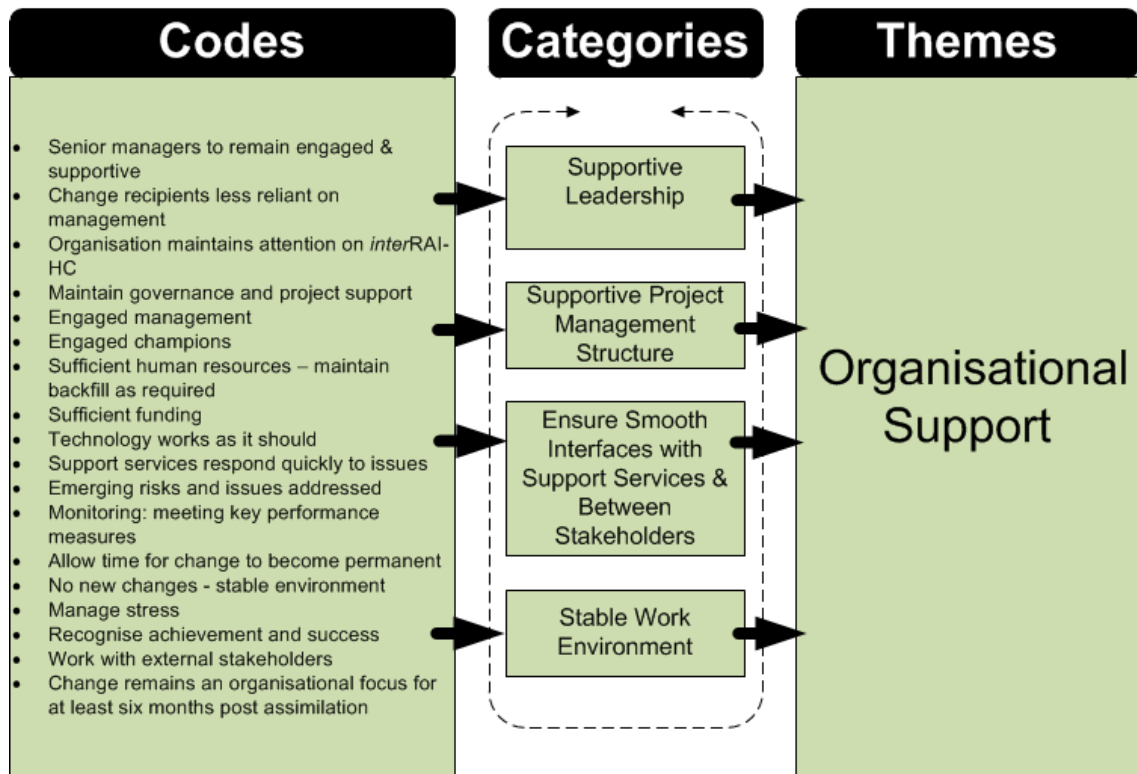 Codes
• Senior managers to remain engaged &
supportive
• Change recipients less reliant on
management
• Organisation maintains attention on interRAI-
HC
• Maintain governance and project support
• Engaged management
• Engaged champions
• Sufficient human resources – maintain
backfill as required
• Sufficient funding
• Technology works as it should
• Support services respond quickly to issues
• Emerging risks and issues addressed
• Monitoring: meeting key performance
measures
• Allow time for change to become permanent
• No new changes - stable environment
• Manage stress
• Recognise achievement and success
• Work with external stakeholders
• Change remains an organisational focus for
at least six months post assimilation
Categories
Supportive
Leadership
Supportive Project
Management
Structure
Ensure Smooth
Interfaces with
Support Services &
Between
Stakeholders
Stable Work
Environment
Themes
Organisational
Support